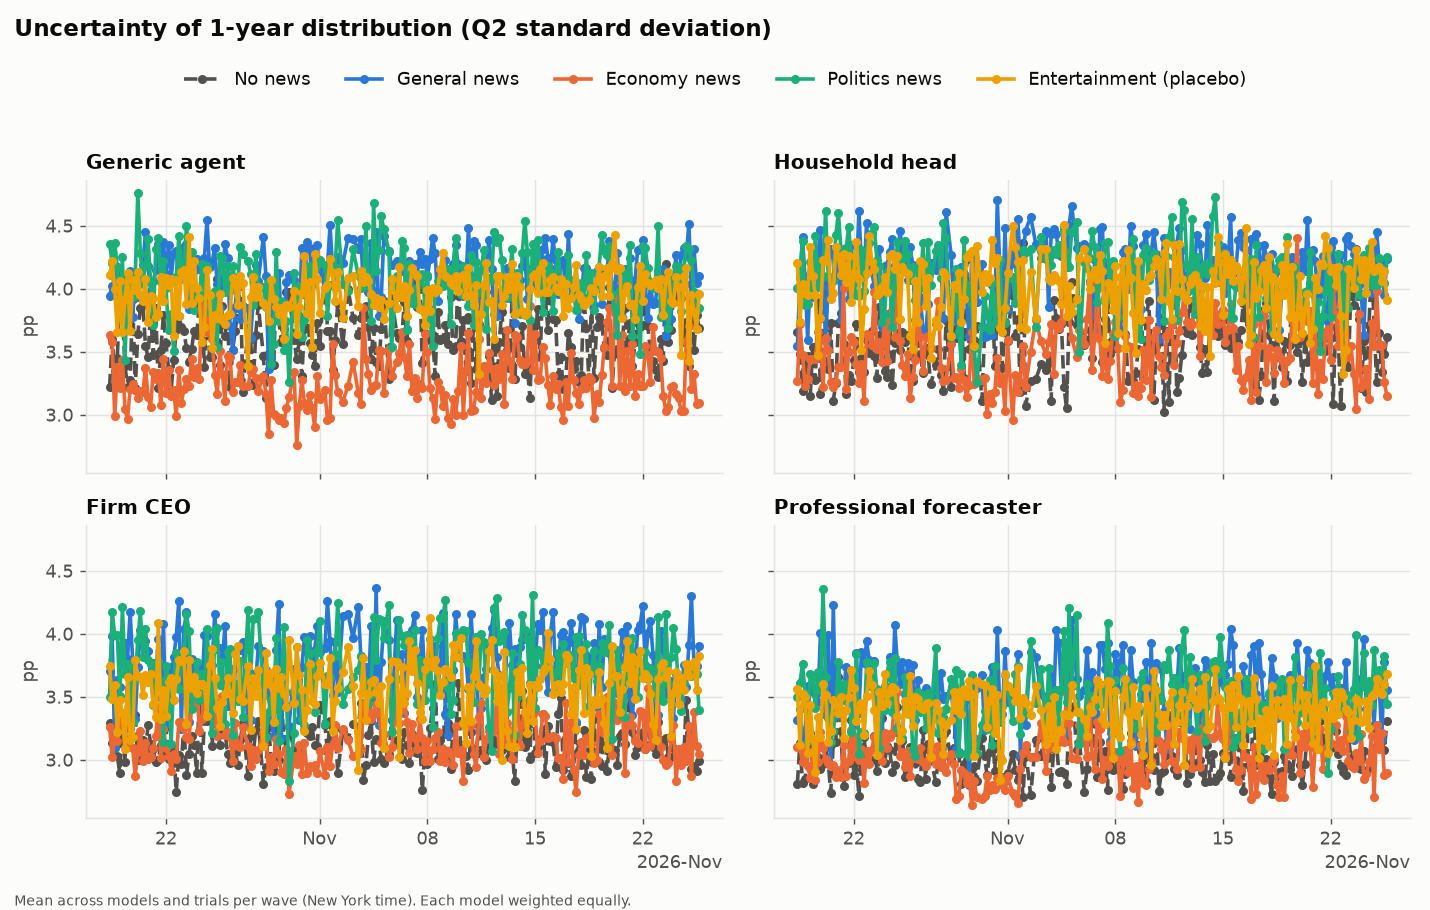 Uncertainty of 1-year distribution (Q2 standard deviation)
No news General news Economy news Politics news Entertainment (placebo)
Generic agent Household head
pp
4.5
4.0
3.5
3.0
pp
Firm CEO Professional forecaster
pp
4.5
4.0
3.5
3.0
pp
22 Nov 08 15 22 22 Nov 08 15 22
2026-Nov 2026-Nov
Mean across models and trials per wave (New York time). Each model weighted equally.